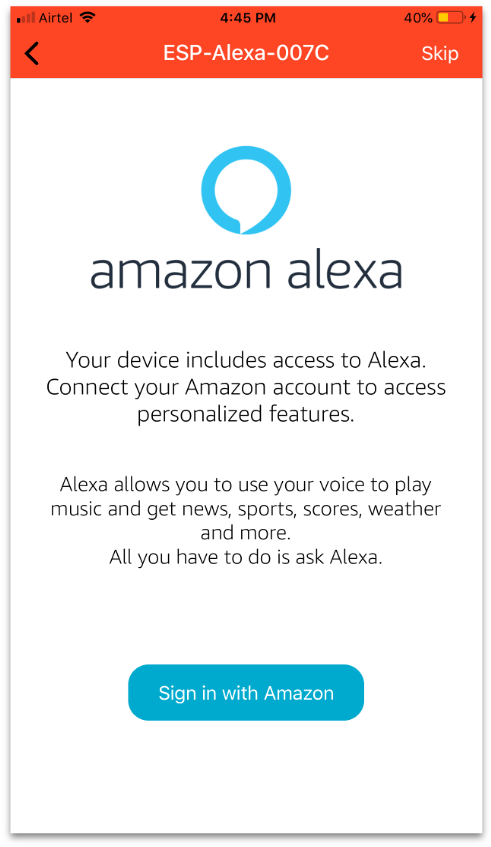 Airtel 4:45 PM 40%
ESP-Alexa-007C Skip
amazon alexa
Your device includes access to Alexa.
Connect your Amazon account to access
personalized features.
Alexa allows you to use your voice to play
music and get news, sports, scores, weather
and more.
All you have to do is ask Alexa.
Sign in with Amazon